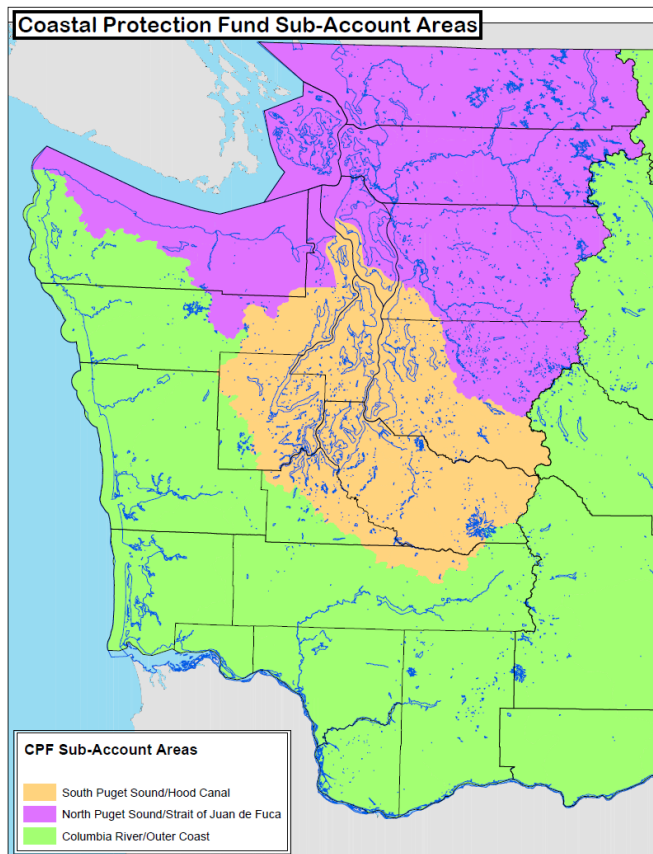 Coastal Protection Fund Sub-Account Areas
CPF Sub-Account Areas
South Puget Sound/Hood Canal
North Puget Sound/Strait of Juan de Fuca
Columbia River/Outer Coast